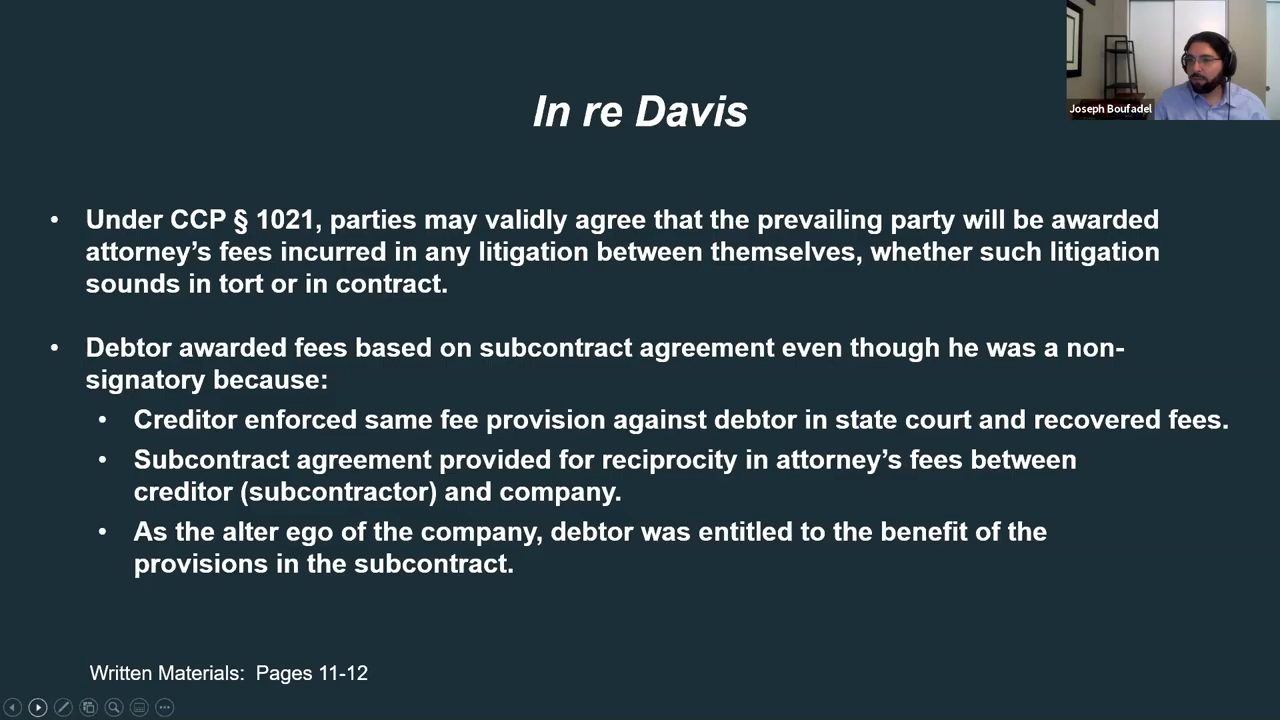 Joseph Boufadel
In re Davis
• Under CCP § 1021, parties may validly agree that the prevailing party will be awarded
attorney’s fees incurred in any litigation between themselves, whether such litigation
sounds in tort or in contract.
• Debtor awarded fees based on subcontract agreement even though he was a non-
signatory because:
• Creditor enforced same fee provision against debtor in state court and recovered fees.
• Subcontract agreement provided for reciprocity in attorney’s fees between
creditor (subcontractor) and company.
• As the alter ego of the company, debtor was entitled to the benefit of the
provisions in the subcontract.
Written Materials: Pages 11-12